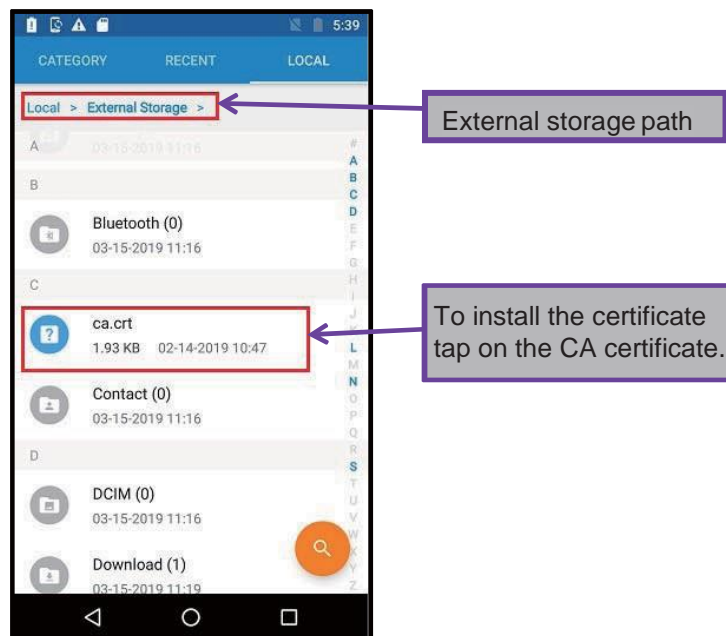 5:39
CATEGORY RECENT LOCAL
Local > External Storage >
External storage path
A 03-15-2019 11:16
B
Bluetooth (0)
03-15-2019 11:16
C
ca.crt
1.93 KB 02-14-2019 10:47
To install the certificate
tap on the CA certificate.
Contact (0)
03-15-2019 11:16
D
DCIM (0)
03-15-2019 11:16
Download (1)
03-15-2019 11:19
#
A
B
C
D
E
F
G
H
I
J
L
M
N
O
P
Q
R
S
T
U
V
W
X
Y
Z